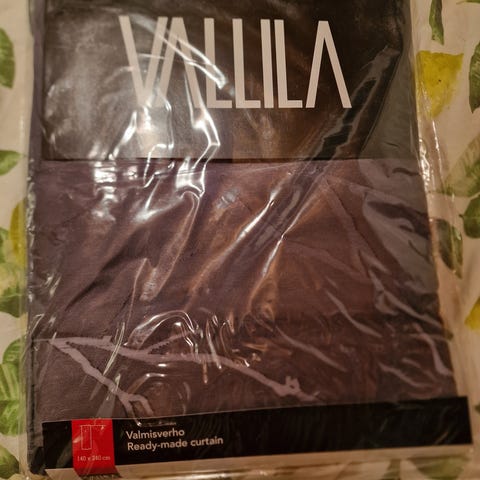 VALLILA
Valmisverho
Ready-made curtain
140 x 240 cm